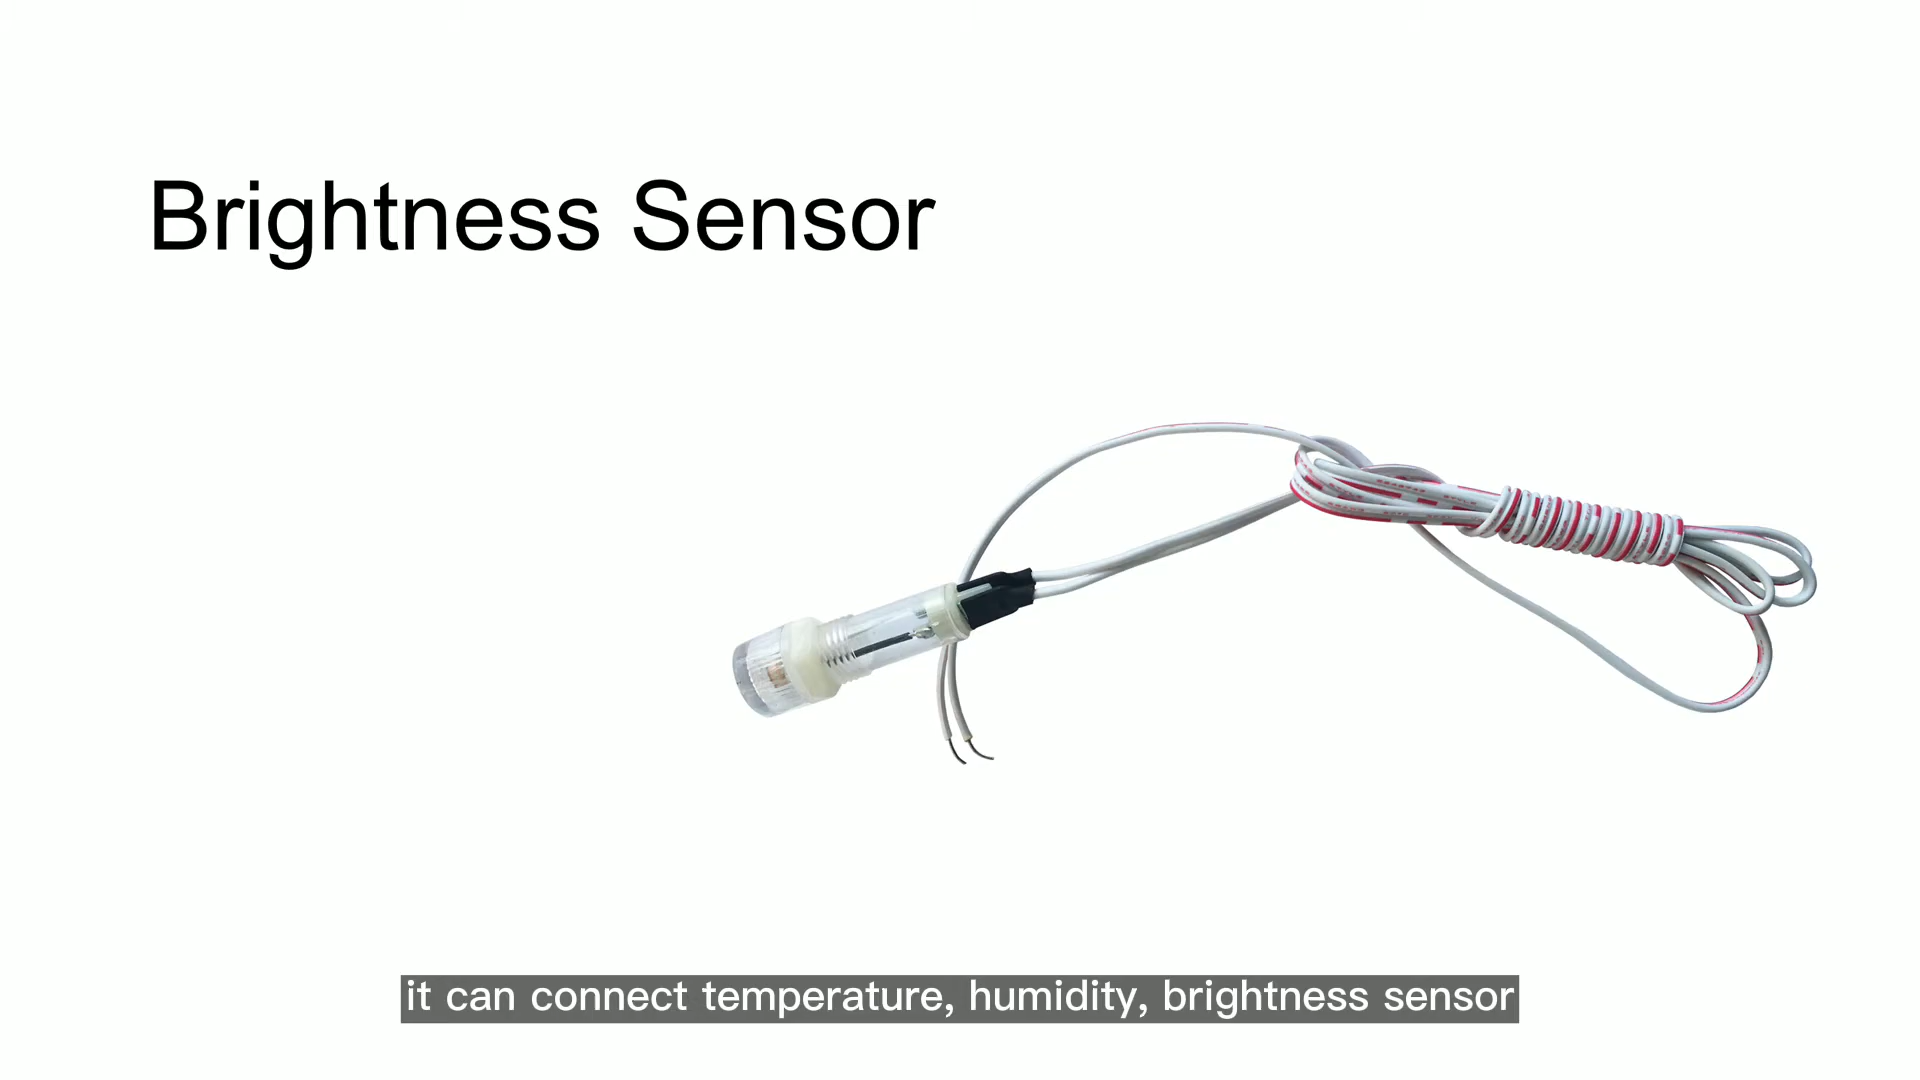 Brightness Sensor
it can connect temperature, humidity, brightness sensor